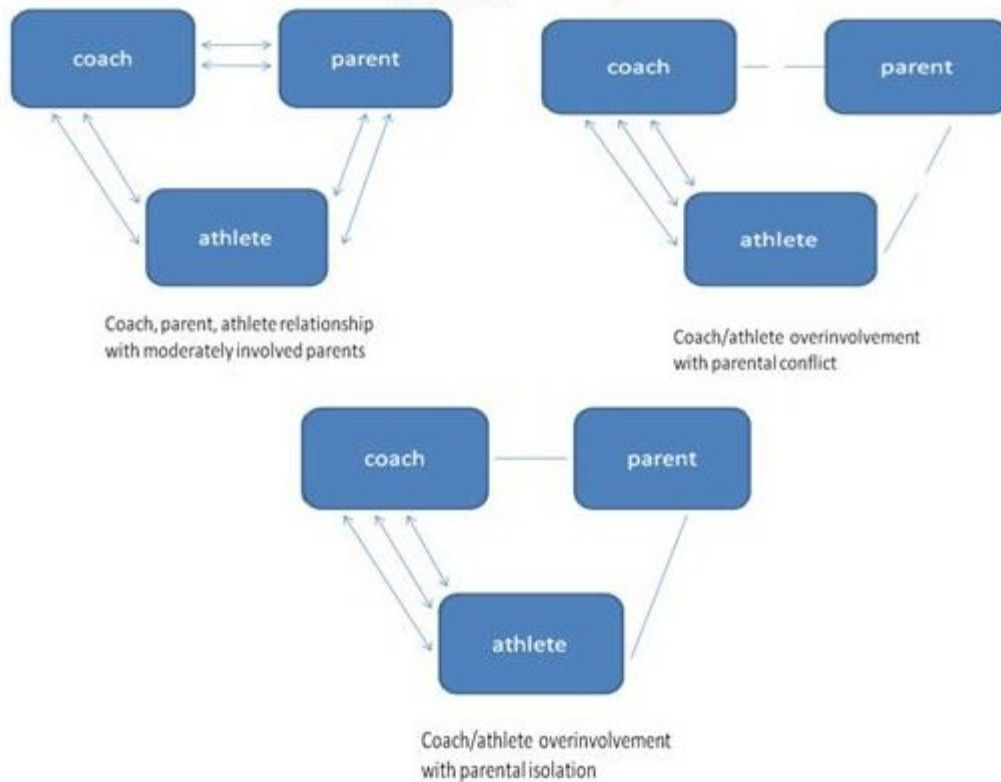 coach
parent
athlete
Coach, parent, athlete relationship
with moderately involved parents
coach
parent
athlete
Coach/athlete overinvolvement
with parental conflict
coach
parent
athlete
Coach/athlete overinvolvement
with parental isolation